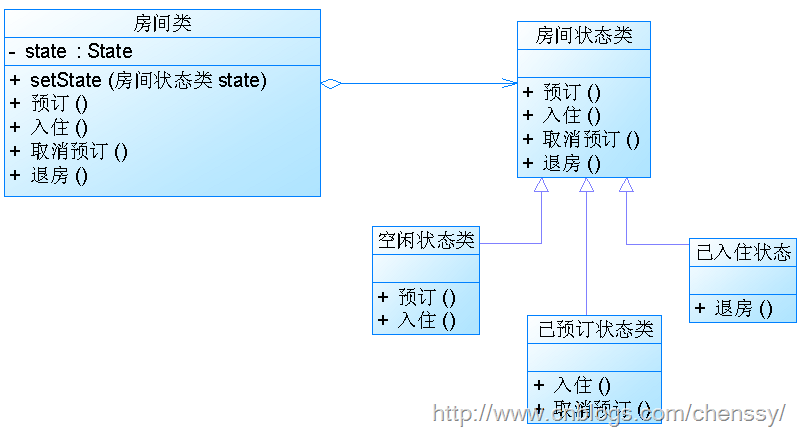 房间类
- state : State
+ setState (房间状态类 state)
+ 预订 ()
+ 入住 ()
+ 取消预订 ()
+ 退房 ()
房间状态类
+ 预订 ()
+ 入住 ()
+ 取消预订 ()
+ 退房 ()
空闲状态类
+ 预订 ()
+ 入住 ()
已预订状态类
+ 入住 ()
+ 取消预订 ()
已入住状态
+ 退房 ()
http://www.cnblogs.com/chenssy/